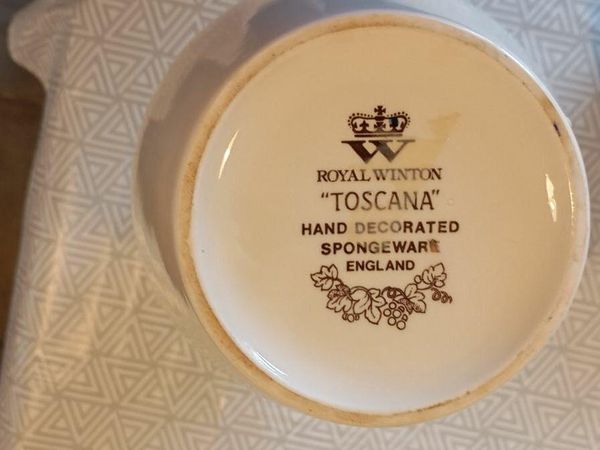 W
ROYAL WINTON
"TOSCANA"
HAND DECORATED
SPONGEWARE
ENGLAND